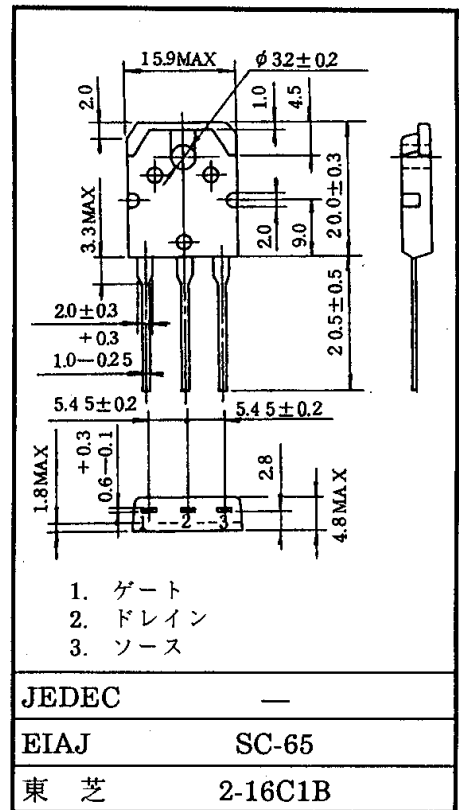 15.9MAX
φ3.2±0.2
2.0
1.0
4.5
3.3MAX
2.0
9.0
20.0±0.3
2.0±0.3
+0.3
1.0-0.25
20.5±0.5
5.45±0.2
5.45±0.2
1.8MAX
+0.3
0.6-0.1
2.8
4.8MAX
1 2 3
1. ゲート
2. ドレイン
3. ソース
JEDEC —
EIAJ SC-65
東芝 2-16C1B